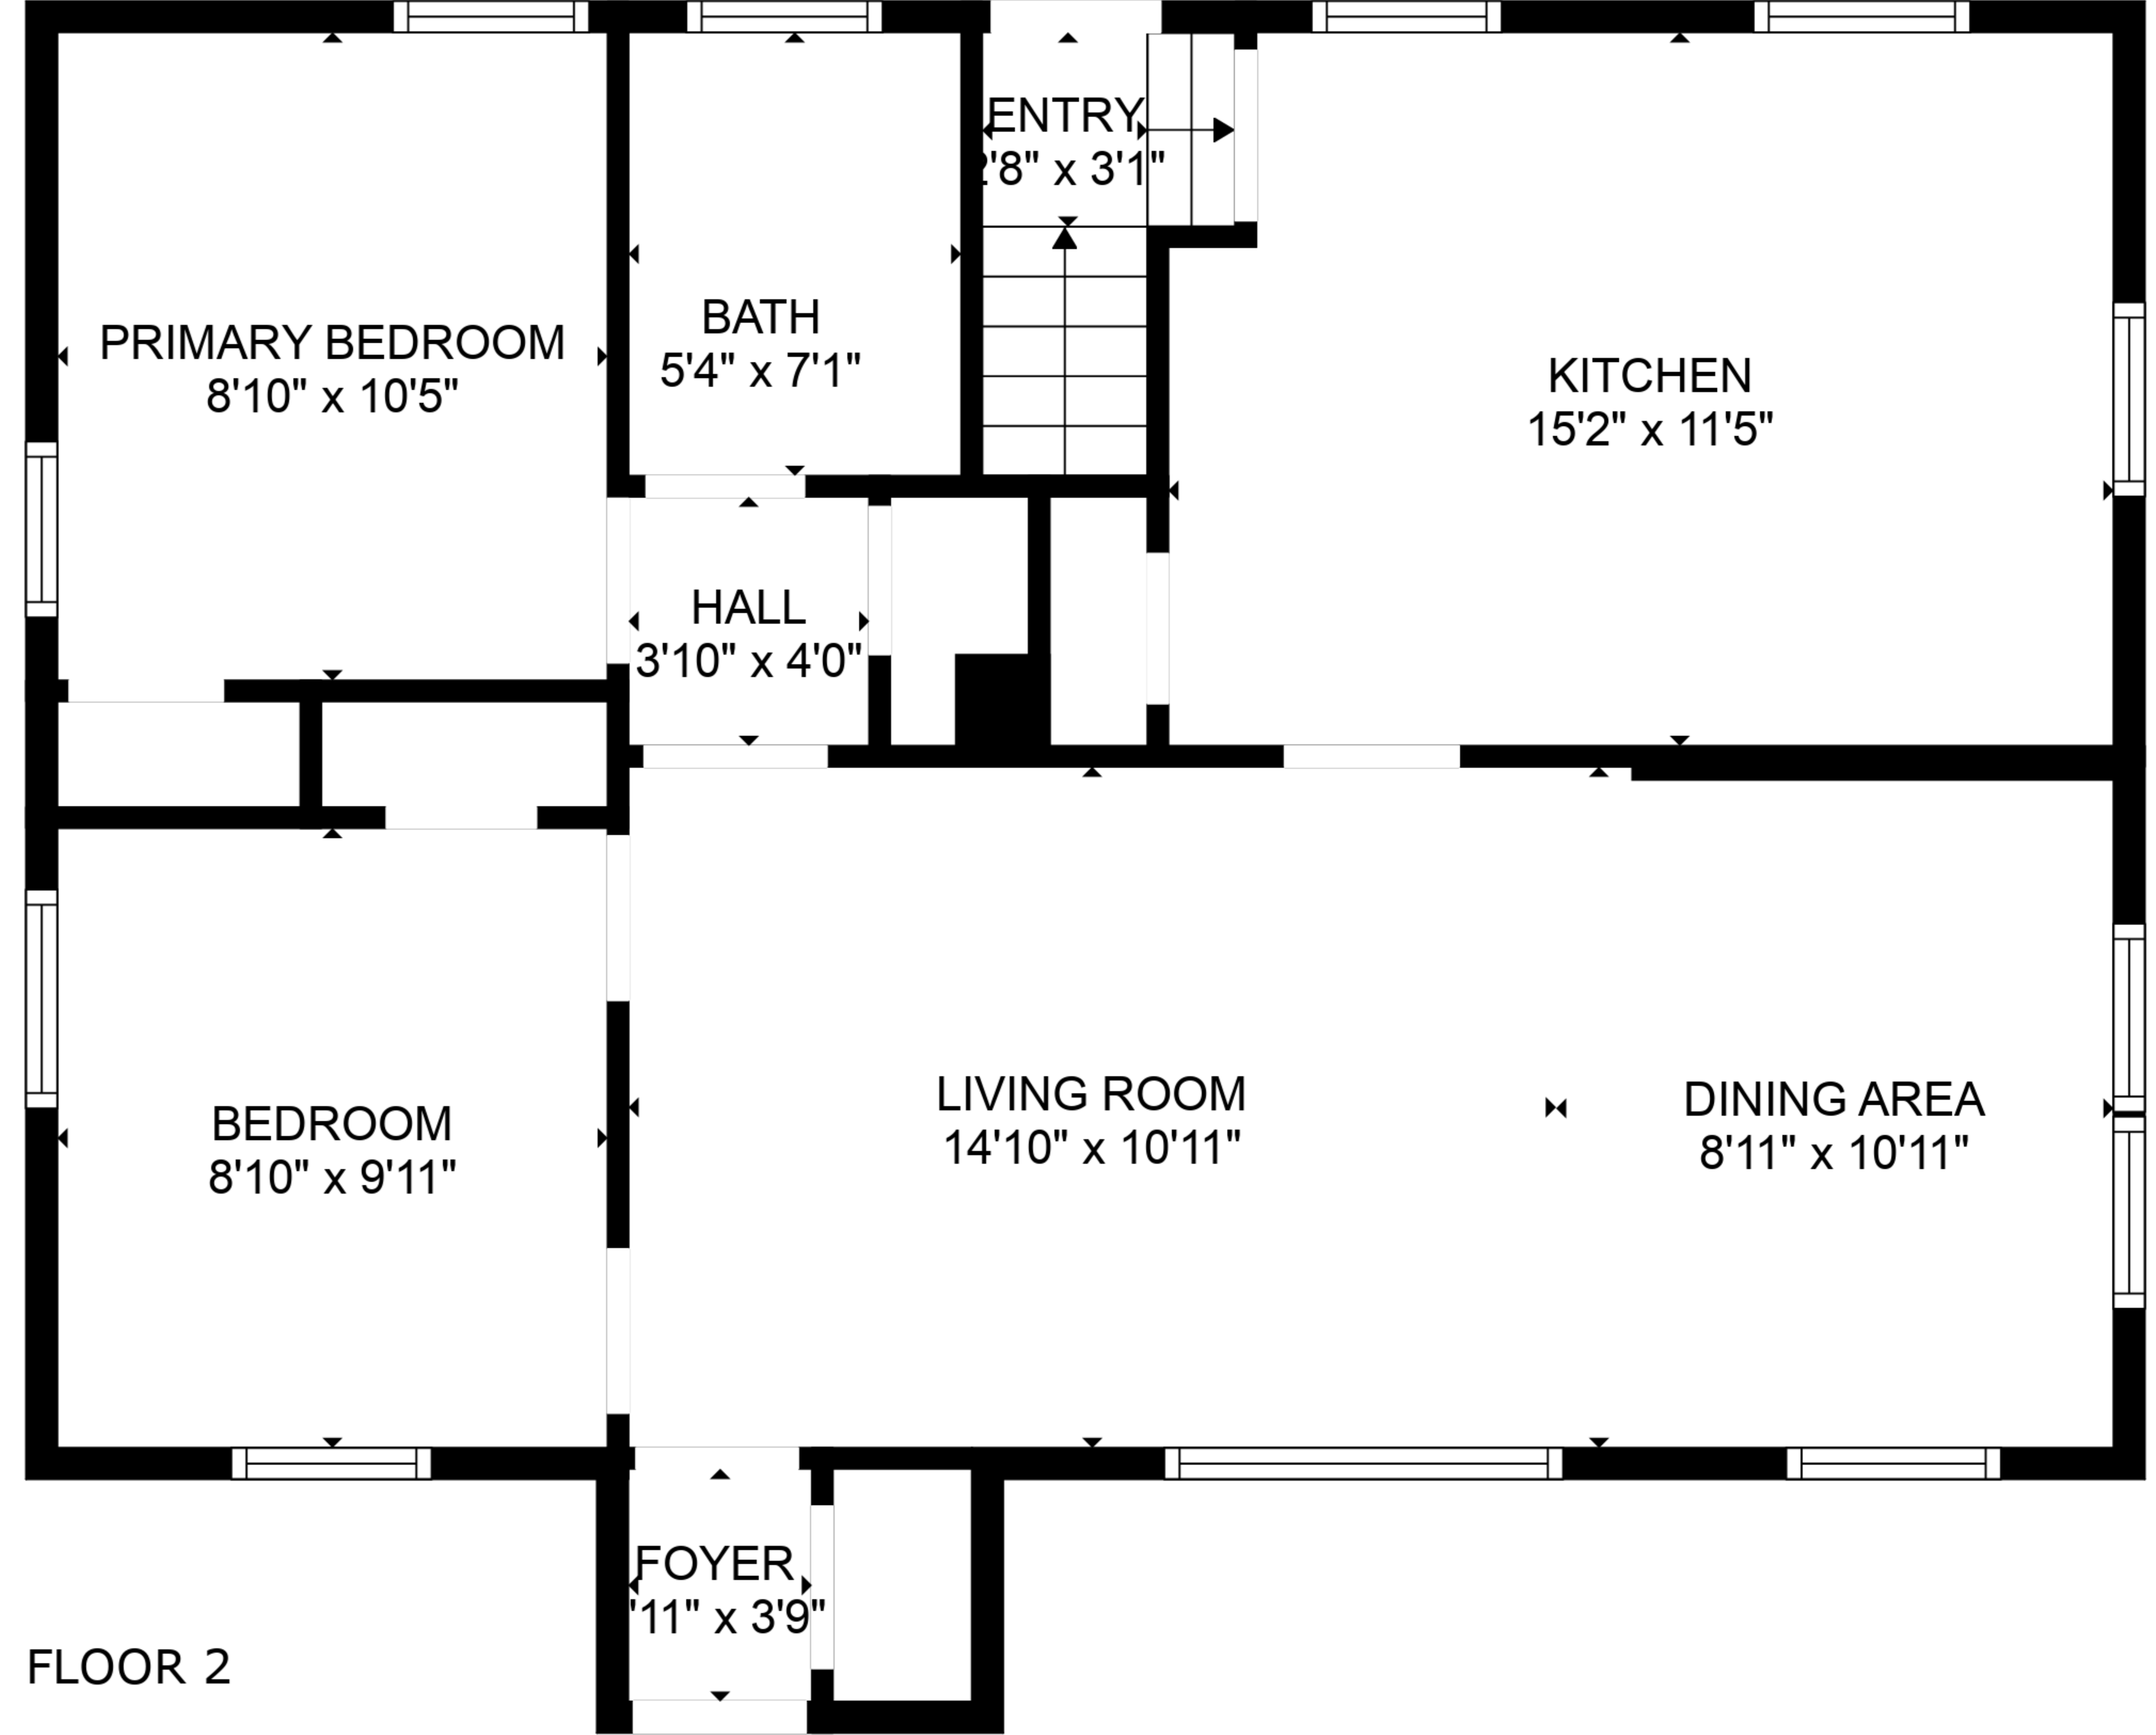 ENTRY
2'8" x 3'1"
PRIMARY BEDROOM
8'10" x 10'5"
BATH
5'4" x 7'1"
KITCHEN
15'2" x 11'5"
HALL
3'10" x 4'0"
LIVING ROOM
14'10" x 10'11"
DINING AREA
8'11" x 10'11"
BEDROOM
8'10" x 9'11"
FOYER
'11" x 3'9"
FLOOR 2